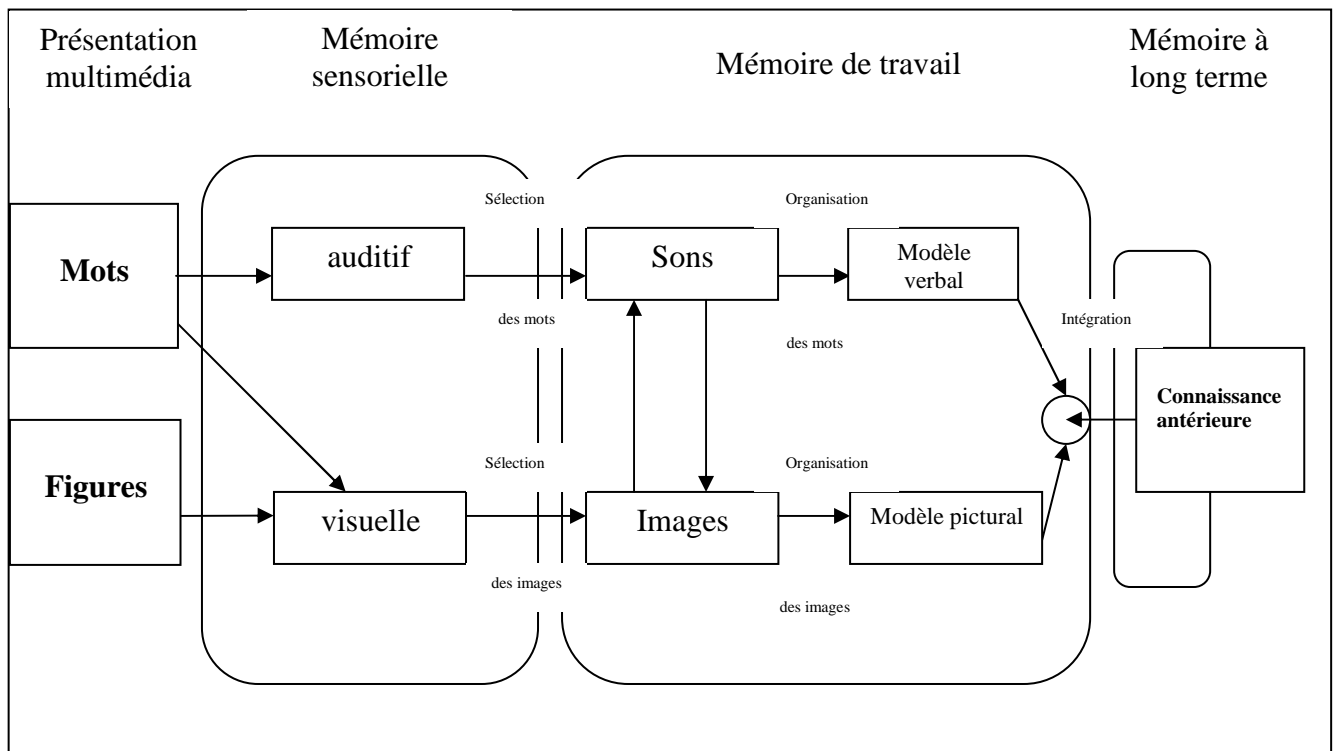 Présentation
multimédia
Mémoire
sensorielle
Mémoire de travail
Mémoire à
long terme
Mots
Figures
auditif
visuelle
Sélection
des mots
Sélection
des images
Sons
Images
Organisation
des mots
Organisation
des images
Modèle
verbal
Modèle pictural
Intégration
Connaissance
antérieure